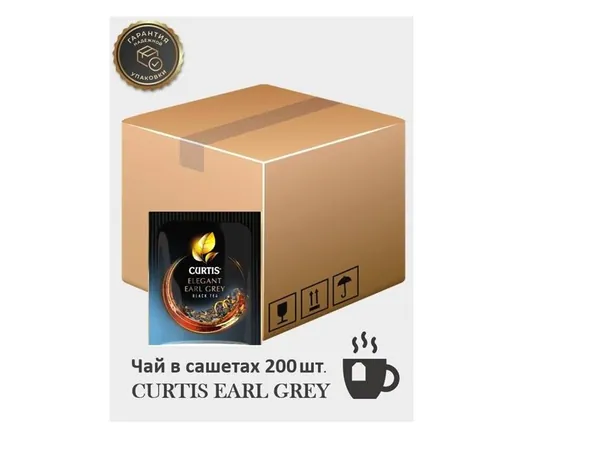 ГАРАНТИЯ
НАДЕЖНОЙ
УПАКОВКИ
CURTIS
ELEGANT
EARL GREY
BLACK TEA
Чай в сашетах 200 шт.
CURTIS EARL GREY